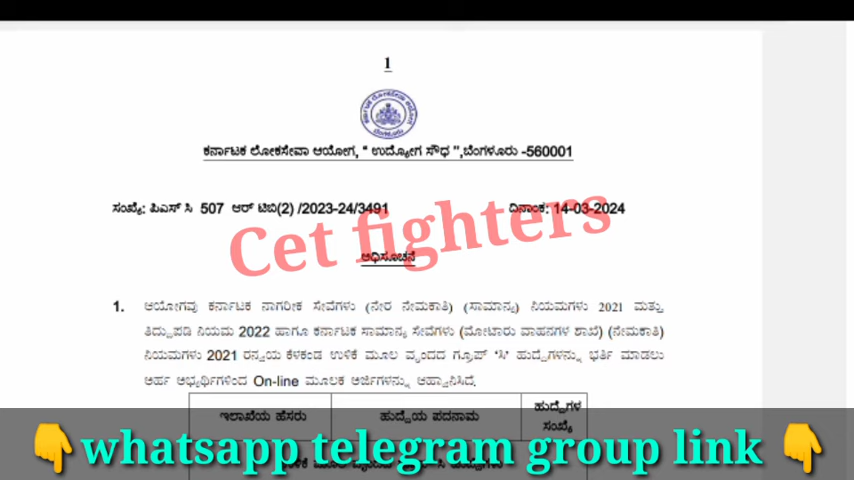 1
ಕರ್ನಾಟಕ ಲೋಕಸೇವಾ ಆಯೋಗ, “ ಉದ್ಯೋಗ ಸೌಧ ”,ಬೆಂಗಳೂರು -560001
ಸಂಖ್ಯೆ: ಪಿಎಸ್ ಸಿ 507 ಆರ್ ಟಿಬಿ(2) /2023-24/3491 ದಿನಾಂಕ: 14-03-2024
Cet fighters
ಅಧಿಸೂಚನೆ
1. ಆಯೋಗವು ಕರ್ನಾಟಕ ನಾಗರೀಕ ಸೇವೆಗಳು (ನೇರ ನೇಮಕಾತಿ) (ಸಾಮಾನ್ಯ) ನಿಯಮಗಳು 2021 ಮತ್ತು
ತಿದ್ದುಪಡಿ ನಿಯಮ 2022 ಹಾಗೂ ಕರ್ನಾಟಕ ಸಾಮಾನ್ಯ ಸೇವೆಗಳು (ಮೋಟಾರು ವಾಹನಗಳ ಶಾಖೆ) (ನೇಮಕಾತಿ)
ನಿಯಮಗಳು 2021 ರನ್ವಯ ಕೆಳಕಂಡ ಉಳಿಕೆ ಮೂಲ ವೃಂದದ ಗ್ರೂಪ್ ‘ಸಿ’ ಹುದ್ದೆಗಳನ್ನು ಭರ್ತಿ ಮಾಡಲು
ಅರ್ಹ ಅಭ್ಯರ್ಥಿಗಳಿಂದ On-line ಮೂಲಕ ಅರ್ಜಿಗಳನ್ನು ಆಹ್ವಾನಿಸಿದೆ.
ಇಲಾಖೆಯ ಹೆಸರು ಹುದ್ದೆಯ ಪದನಾಮ ಹುದ್ದೆಗಳ ಸಂಖ್ಯೆ
👇whatsapp telegram group link 👇